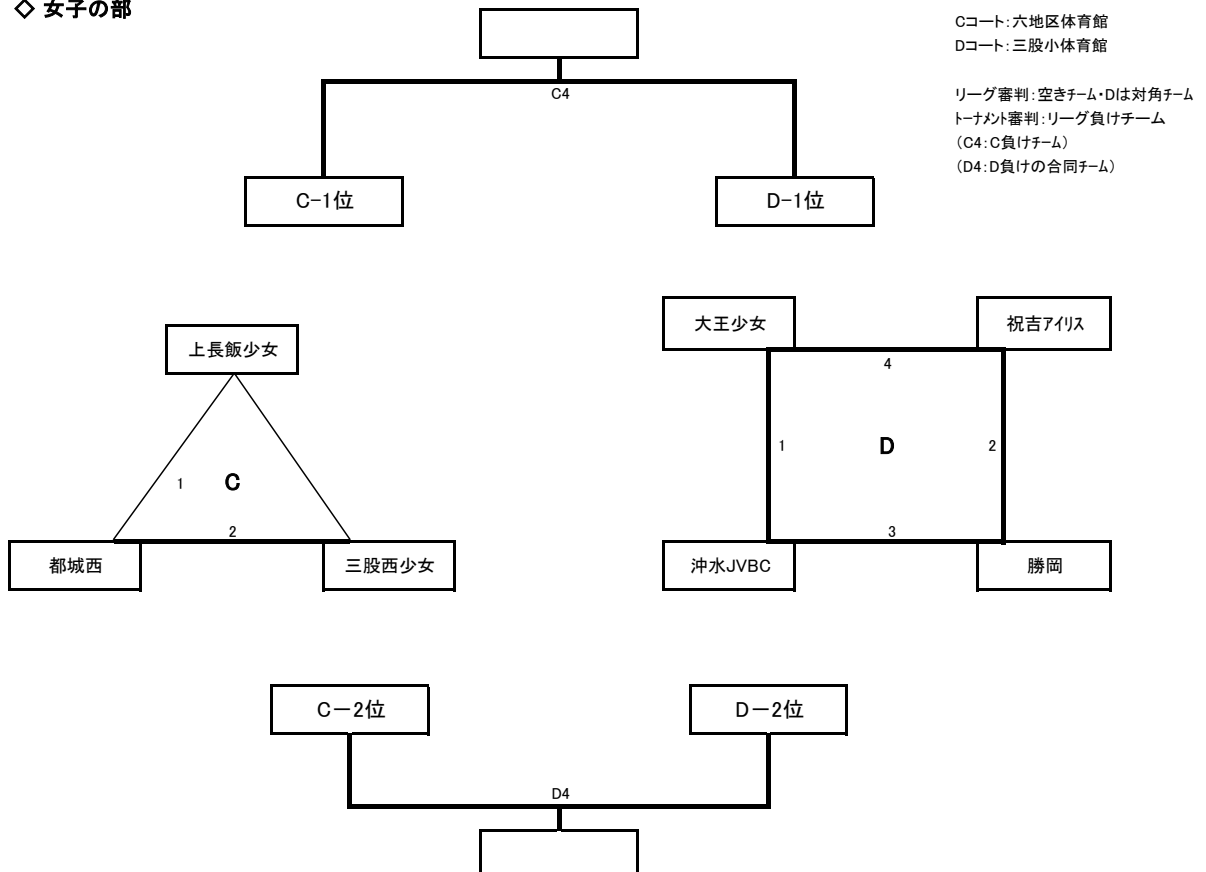 ◇ 女子の部
Cコート：六地区体育館
Dコート：三股小体育館
リーグ審判：空きﾁｰﾑ・Dは対角ﾁｰﾑ
ﾄｰﾅﾒﾝﾄ審判：リーグ負けチーム
（C4：C負けチーム）
（D4：D負けの合同ﾁｰﾑ）
C4
C-1位
D-1位
大王少女
祝吉ｱｲﾘｽ
上長飯少女
4
1
D
2
1
C
2
3
都城西
三股西少女
沖水JVBC
勝岡
C－2位
D－2位
D4